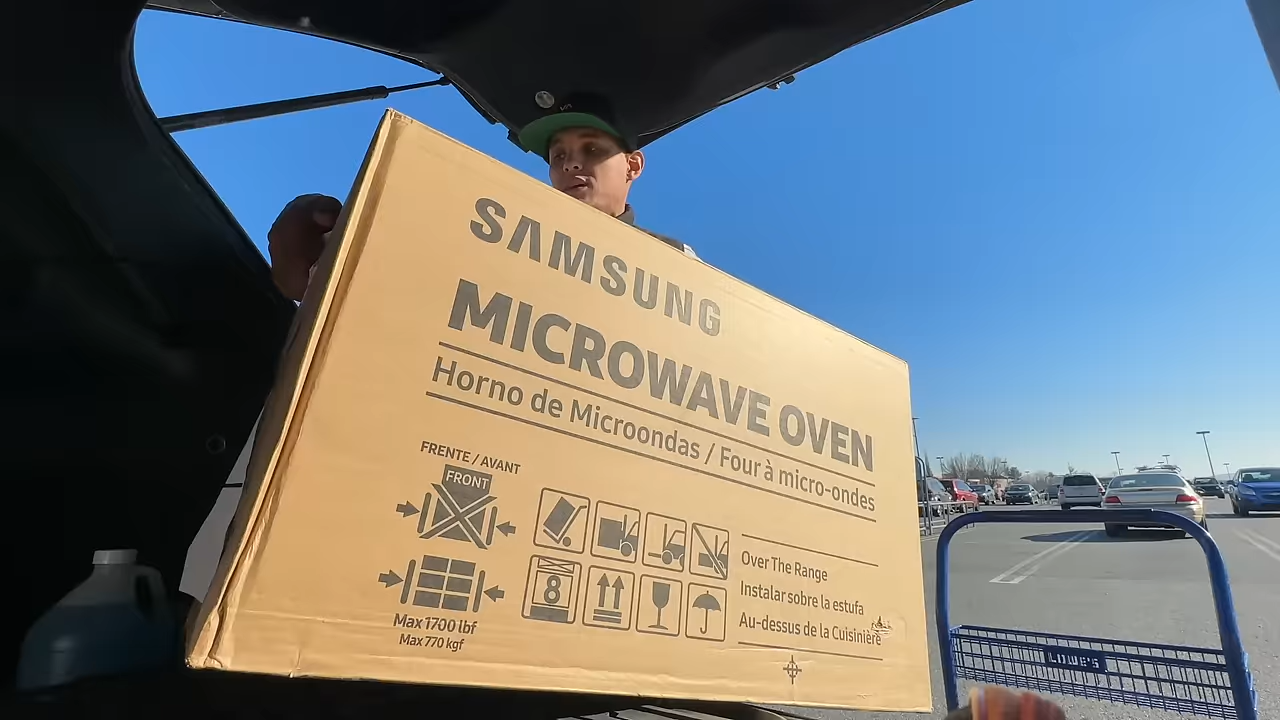 SAMSUNG
MICROWAVE OVEN
Horno de Microondas / Four à micro-ondes
FRENTE / AVANT
FRONT
8
Max 1700 lbf
Max 770 kgf
Over The Range
Instalar sobre la estufa
Au-dessus de la Cuisinière
LOWE'S